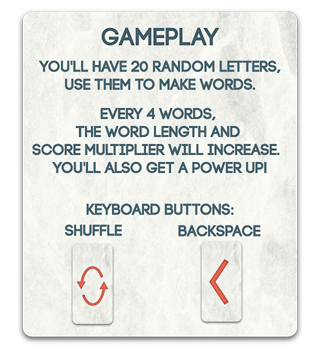 GAMEPLAY
YOU'LL HAVE 20 RANDOM LETTERS,
USE THEM TO MAKE WORDS.
EVERY 4 WORDS,
THE WORD LENGTH AND
SCORE MULTIPLIER WILL INCREASE.
YOU'LL ALSO GET A POWER UP!
KEYBOARD BUTTONS:
SHUFFLE BACKSPACE